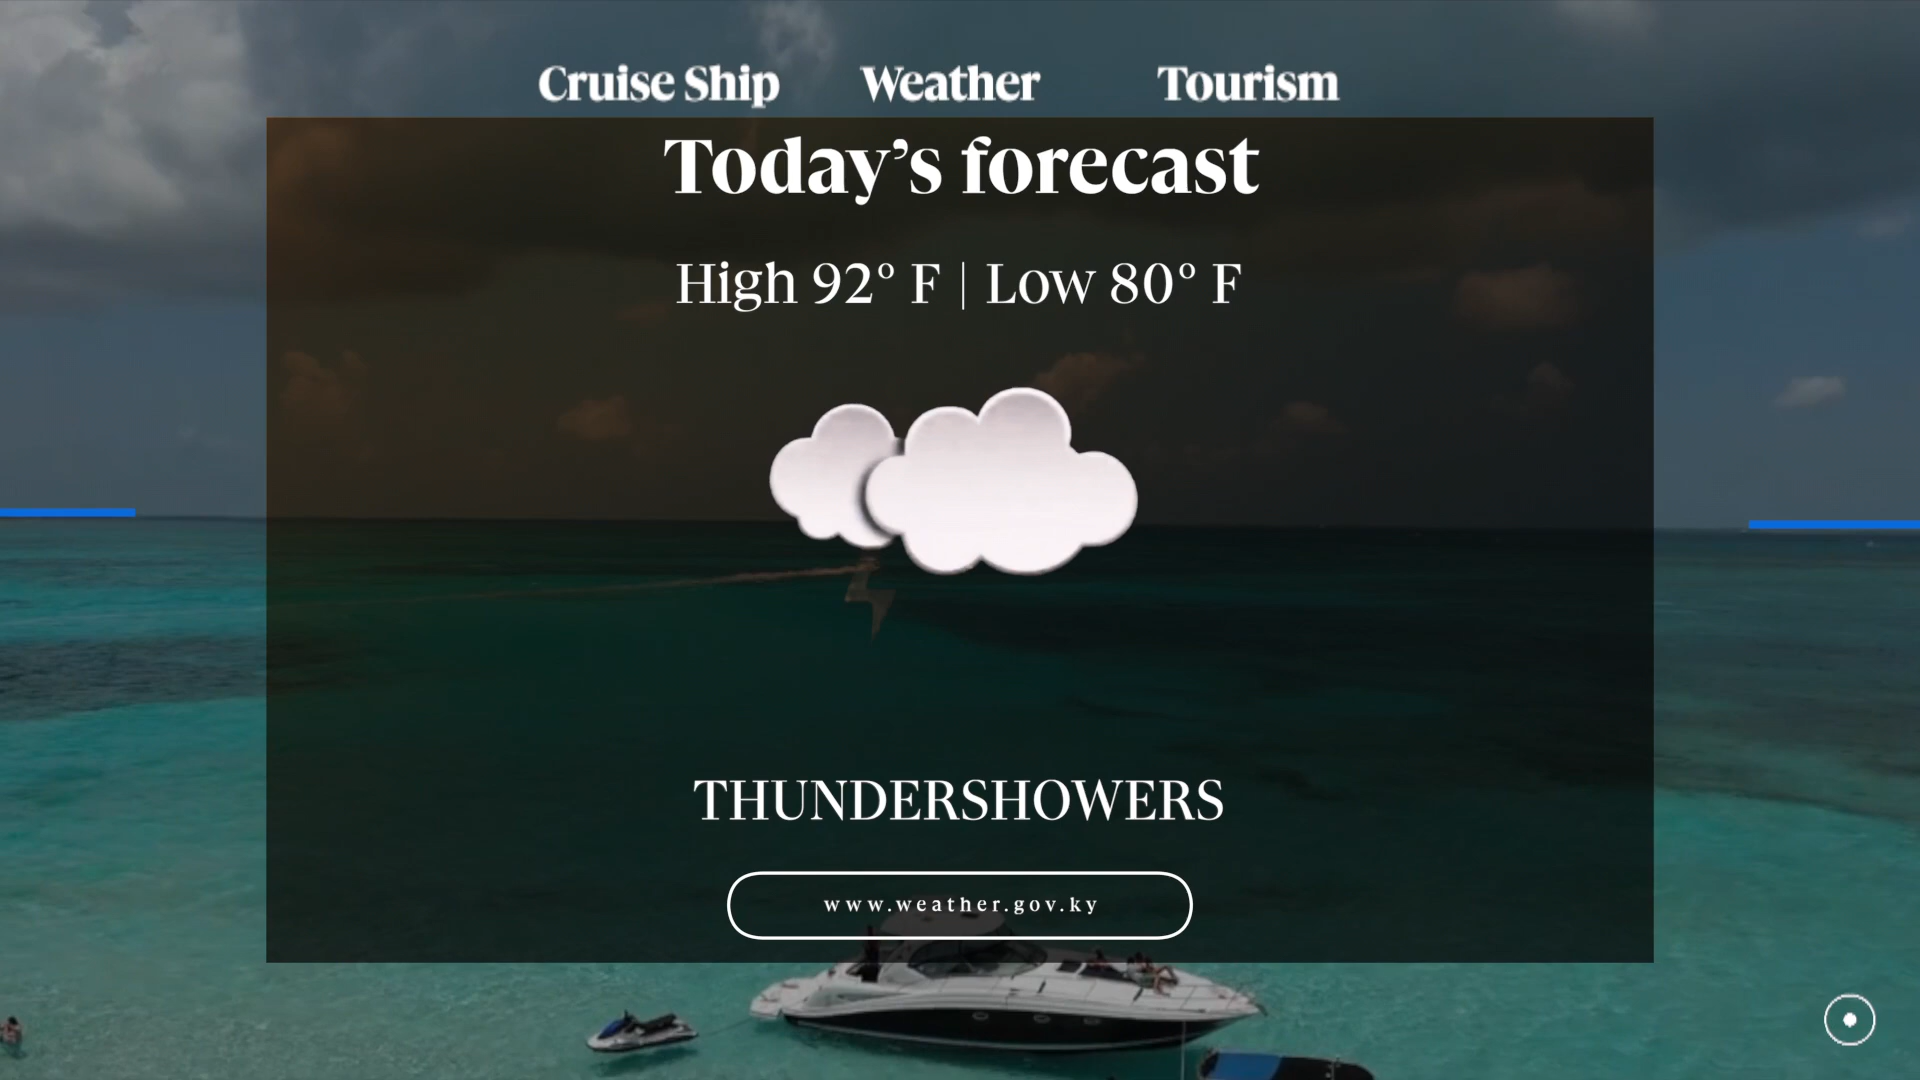 Cruise Ship Weather Tourism
Today’s forecast
High 92° F | Low 80° F
THUNDERSHOWERS
www.weather.gov.ky